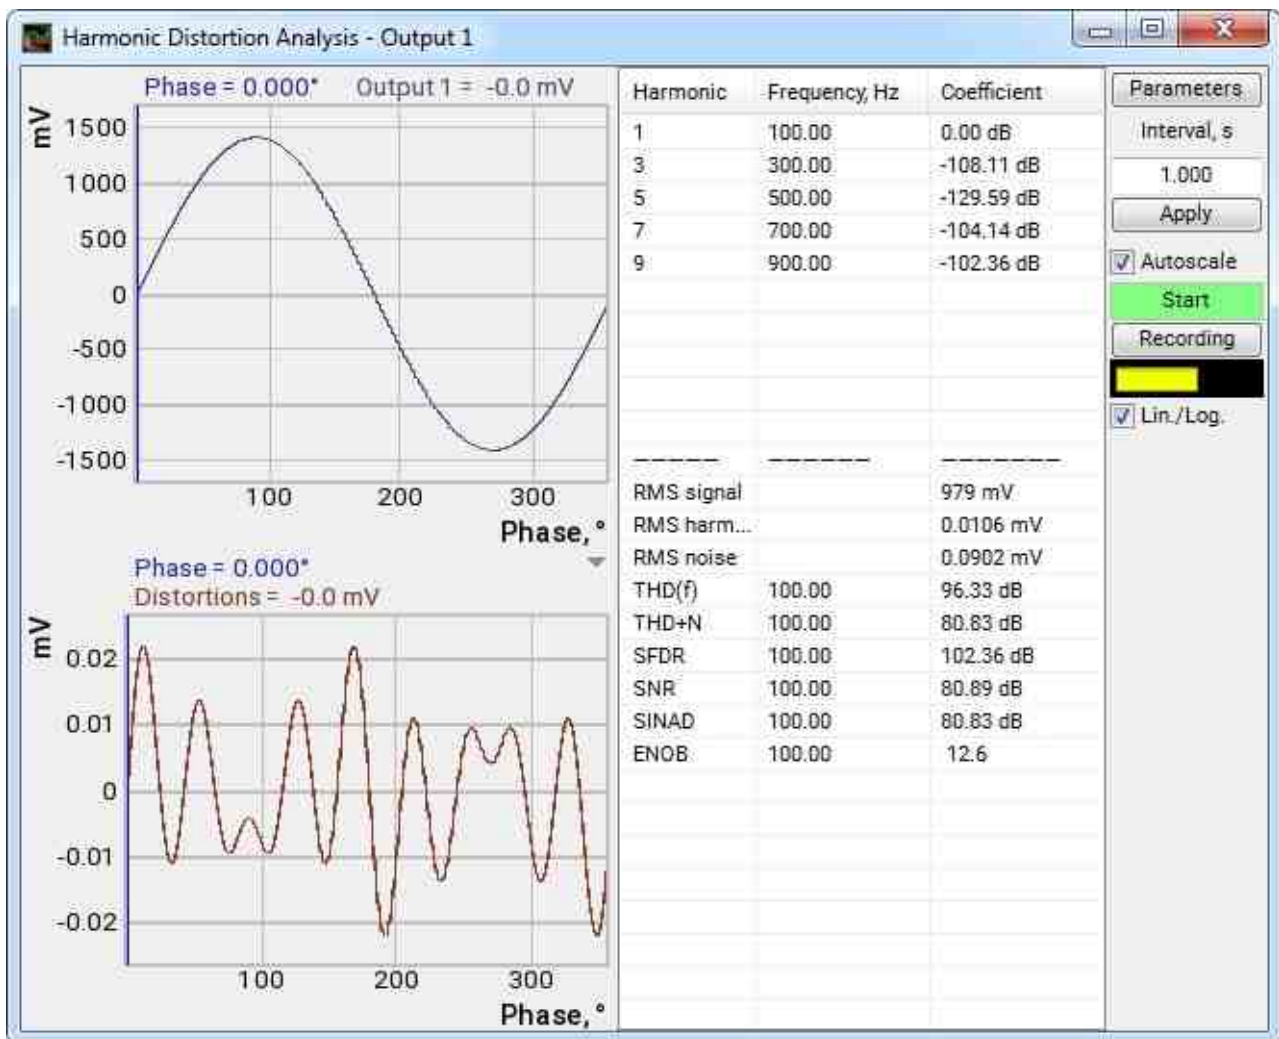 Harmonic Distortion Analysis - Output 1
Phase = 0.000° Output 1 = -0.0 mV
mV
1500
1000
500
0
-500
-1000
-1500
100 200 300
Phase, °
Phase = 0.000°
Distortions = -0.0 mV
mV
0.02
0.01
0
-0.01
-0.02
100 200 300
Phase, °
Harmonic Frequency, Hz Coefficient
1 100.00 0.00 dB
3 300.00 -108.11 dB
5 500.00 -129.59 dB
7 700.00 -104.14 dB
9 900.00 -102.36 dB
----- ------ -------
RMS signal 979 mV
RMS harm... 0.0106 mV
RMS noise 0.0902 mV
THD(f) 100.00 96.33 dB
THD+N 100.00 80.83 dB
SFDR 100.00 102.36 dB
SNR 100.00 80.89 dB
SINAD 100.00 80.83 dB
ENOB 100.00 12.6
Parameters
Interval, s
1.000
Apply
Autoscale
Start
Recording
Lin./Log.